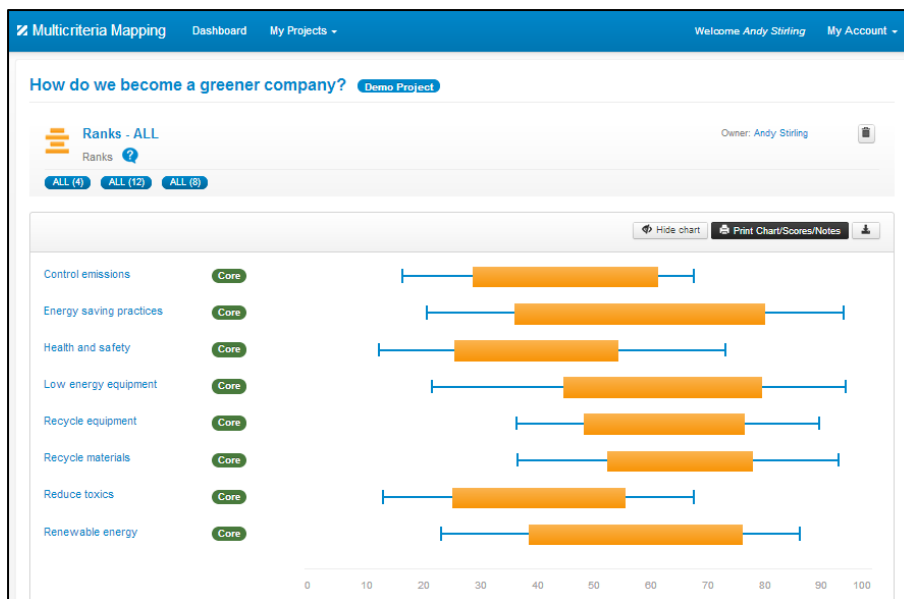 Multicriteria Mapping Dashboard My Projects Welcome Andy Stirling My Account
How do we become a greener company? Demo Project
Ranks - ALL Owner: Andy Stirling
Ranks ?
ALL (4) ALL (12) ALL (8)
Hide chart Print Chart/Scores/Notes
Control emissions Core
Energy saving practices Core
Health and safety Core
Low energy equipment Core
Recycle equipment Core
Recycle materials Core
Reduce toxics Core
Renewable energy Core
0 10 20 30 40 50 60 70 80 90 100